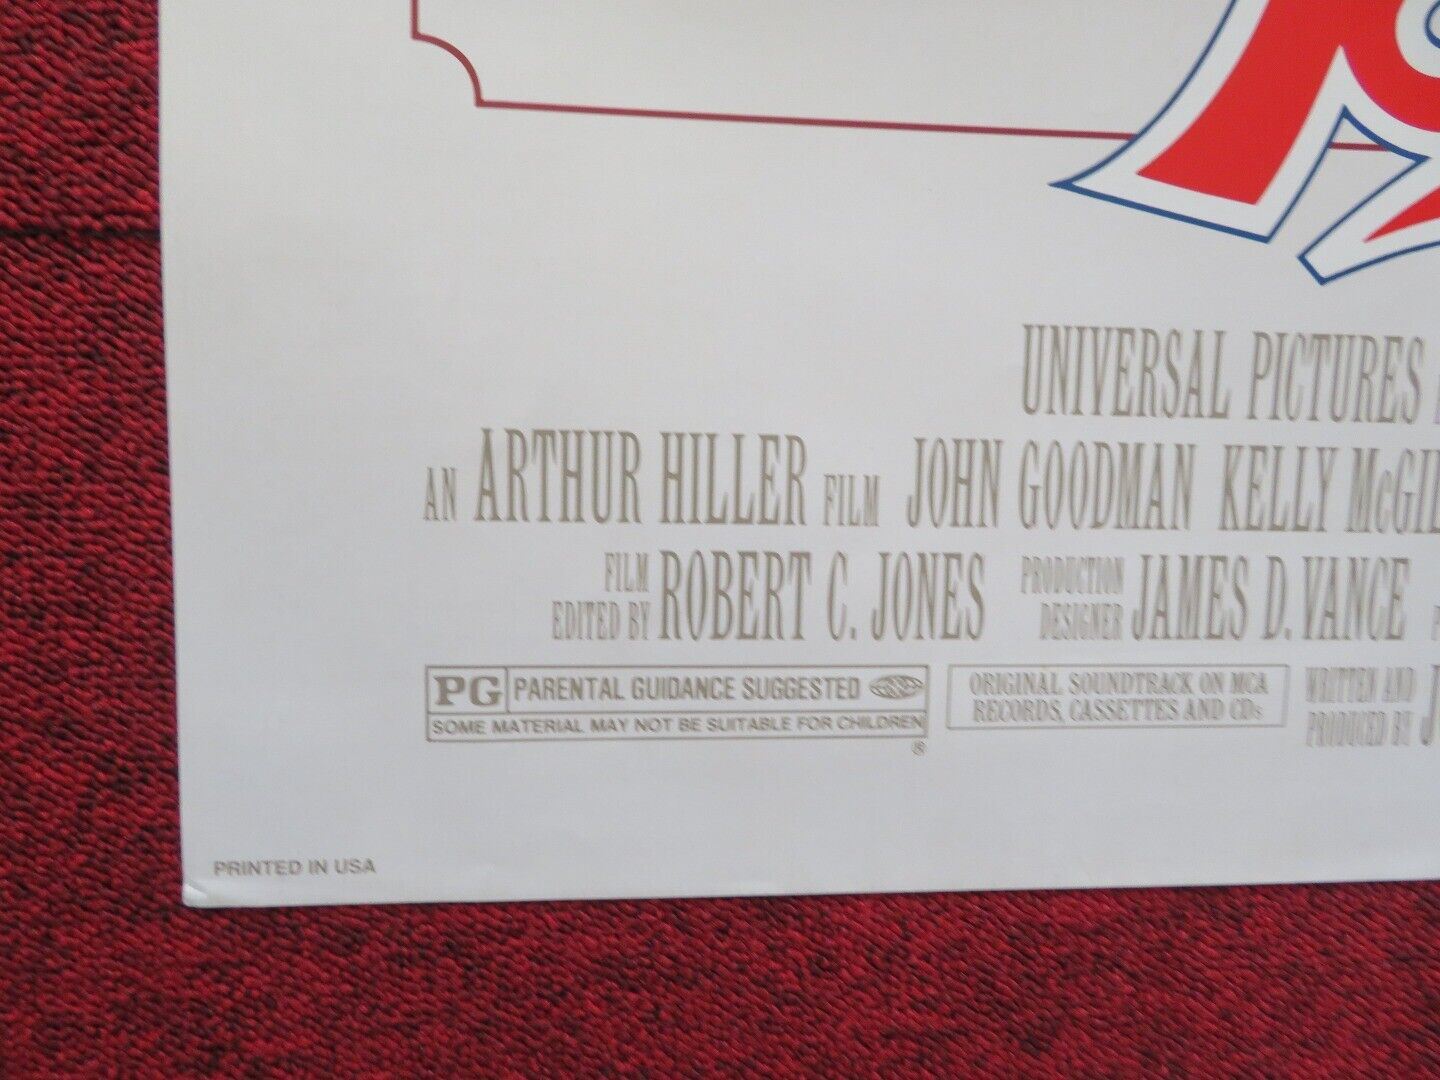 UNIVERSAL PICTURES
AN ARTHUR HILLER FILM JOHN GOODMAN KELLY McGIL
FILM EDITED BY ROBERT C. JONES PRODUCTION DESIGNER JAMES D. VANCE
PG PARENTAL GUIDANCE SUGGESTED
SOME MATERIAL MAY NOT BE SUITABLE FOR CHILDREN
®
ORIGINAL SOUNDTRACK ON MCA
RECORDS, CASSETTES AND CDs
WRITTEN AND PRODUCED BY J
PRINTED IN USA